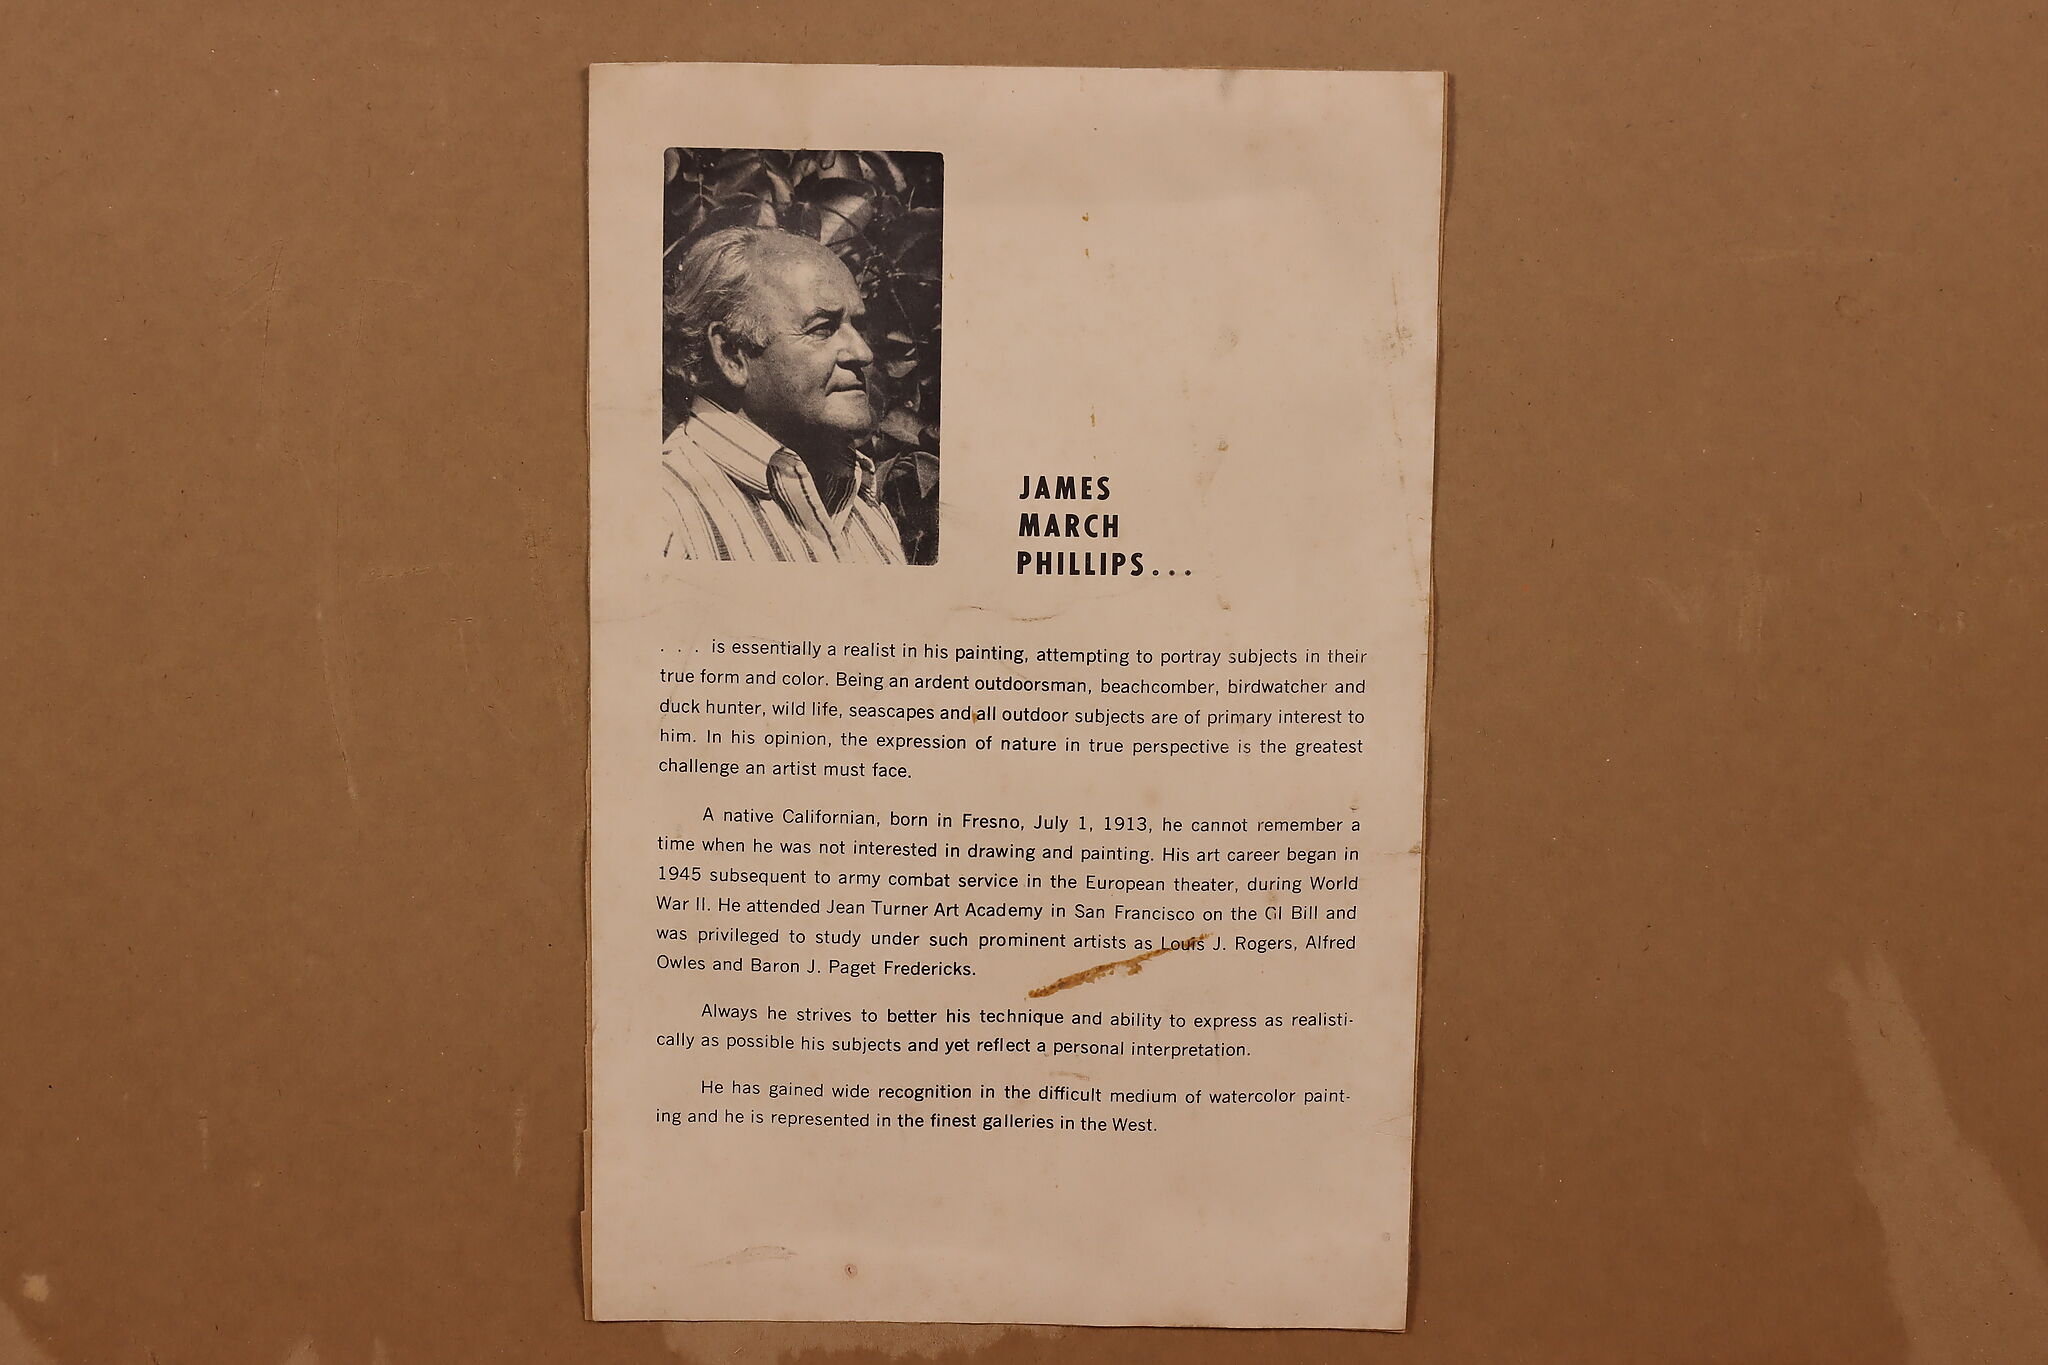 JAMES
MARCH
PHILLIPS...
. . . is essentially a realist in his painting, attempting to portray subjects in their
true form and color. Being an ardent outdoorsman, beachcomber, birdwatcher and
duck hunter, wild life, seascapes and all outdoor subjects are of primary interest to
him. In his opinion, the expression of nature in true perspective is the greatest
challenge an artist must face.
A native Californian, born in Fresno, July 1, 1913, he cannot remember a
time when he was not interested in drawing and painting. His art career began in
1945 subsequent to army combat service in the European theater, during World
War II. He attended Jean Turner Art Academy in San Francisco on the GI Bill and
was privileged to study under such prominent artists as Louis J. Rogers, Alfred
Owles and Baron J. Paget Fredericks.
Always he strives to better his technique and ability to express as realisti-
cally as possible his subjects and yet reflect a personal interpretation.
He has gained wide recognition in the difficult medium of watercolor paint-
ing and he is represented in the finest galleries in the West.